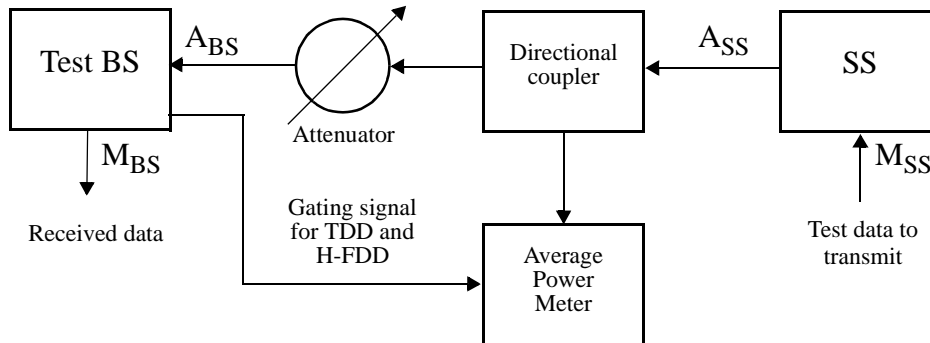 Test BS
A_BS
Attenuator
Directional
coupler
A_SS
SS
M_BS
Received data
Gating signal
for TDD and
H-FDD
Average
Power
Meter
M_SS
Test data to
transmit